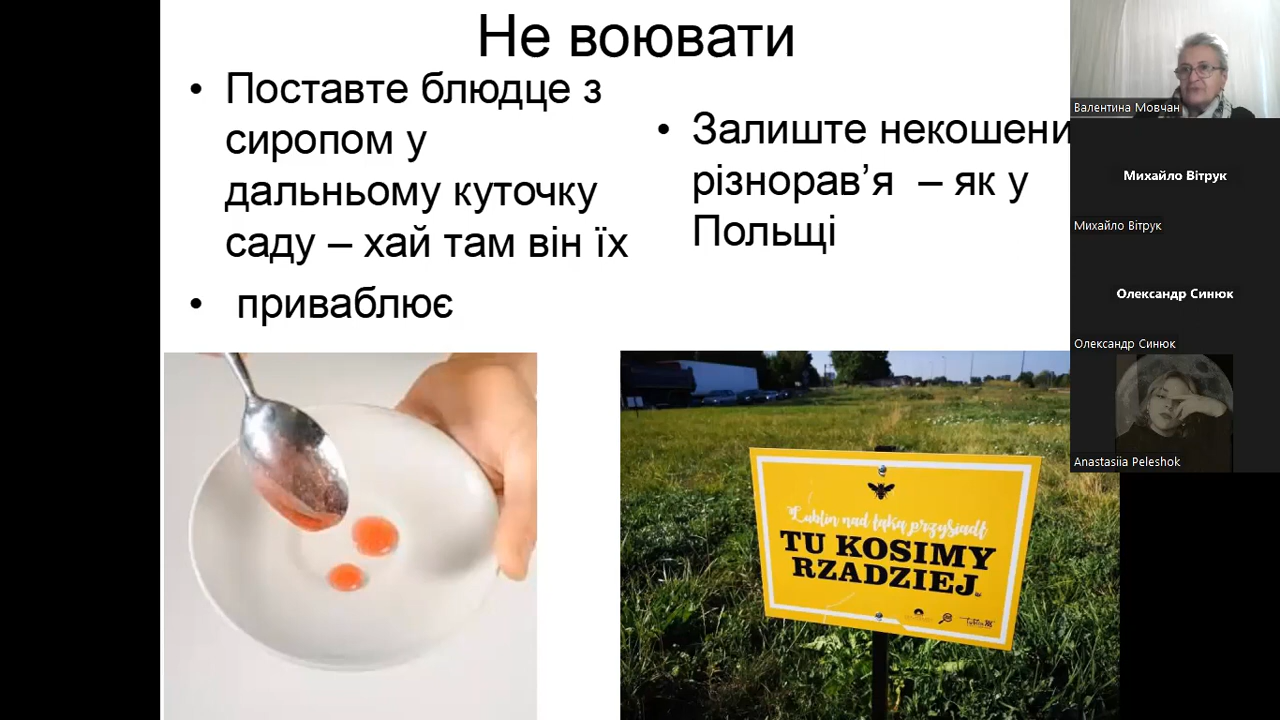 Не воювати
• Поставте блюдце з
сиропом у
дальньому куточку
саду – хай там він їх
• приваблює
• Залиште некошени
різнорав’я – як у
Польщі
Lublin nad łąką przysiadł
TU KOSIMY
RZADZIEJ
Валентина Мовчан
Михайло Вітрук
Михайло Вітрук
Олександр Синюк
Олександр Синюк
Anastasiia Peleshok